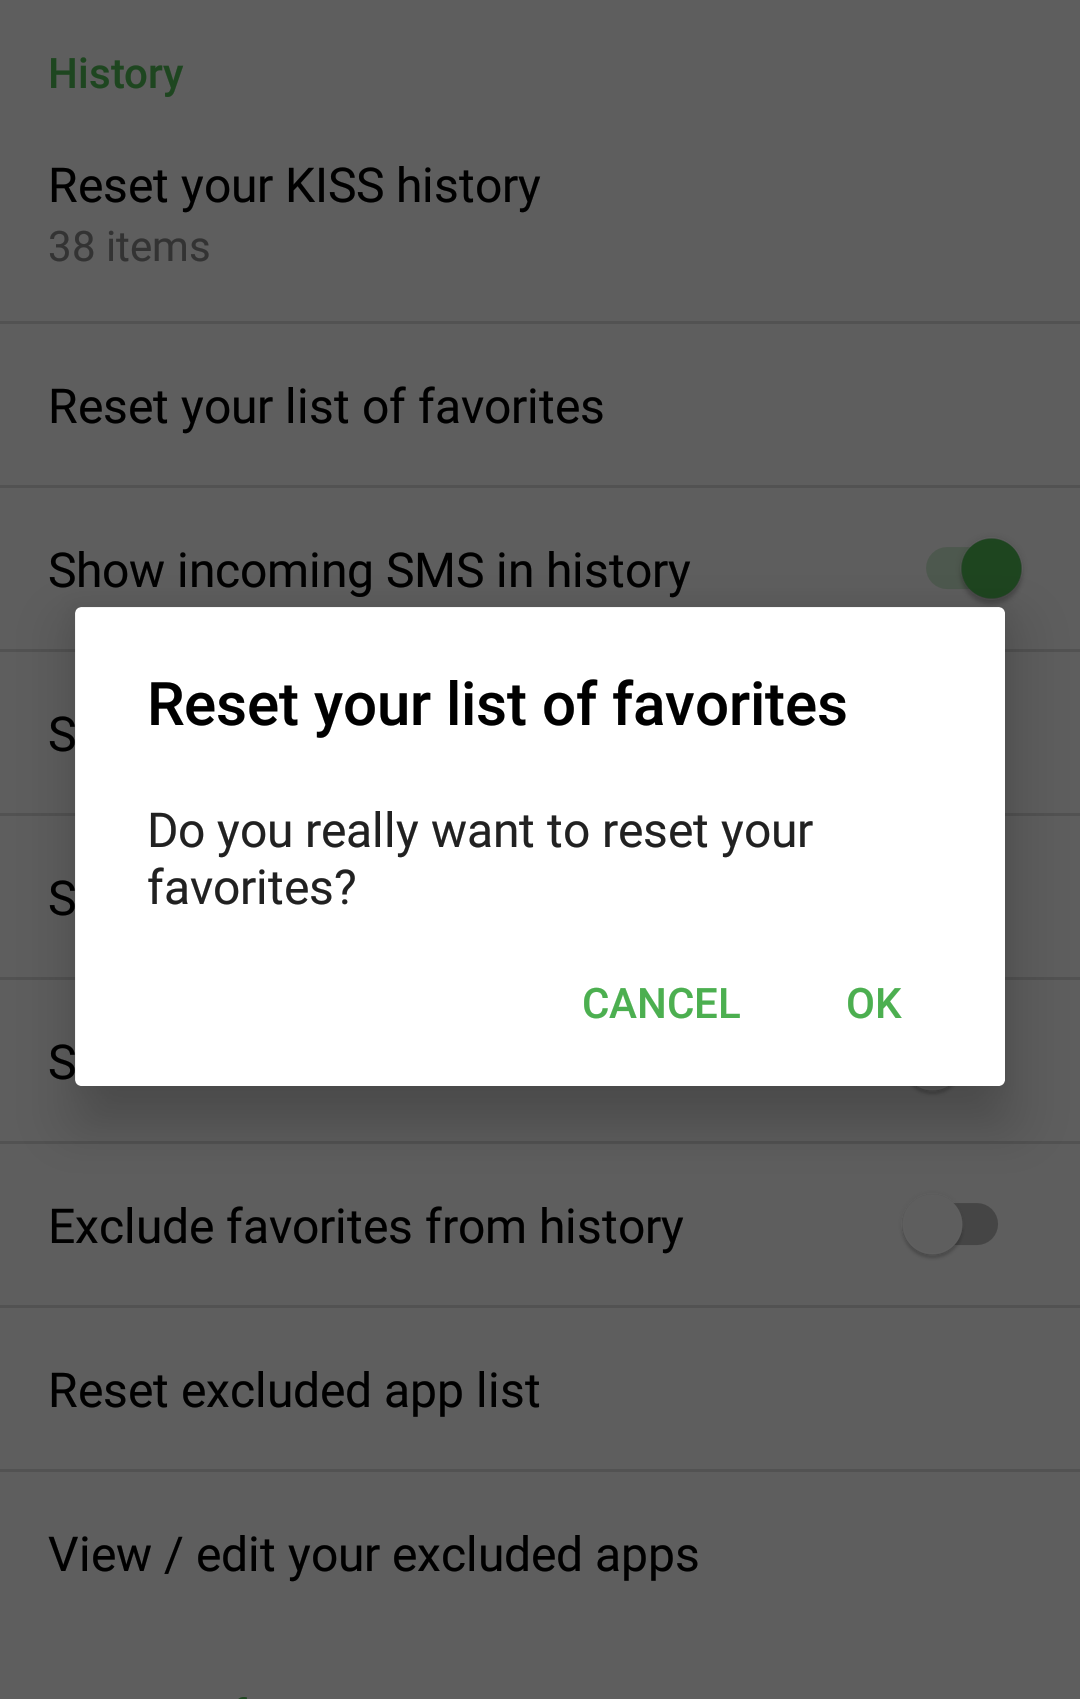 History
Reset your KISS history
38 items
Reset your list of favorites
Show incoming SMS in history
Reset your list of favorites
Do you really want to reset your
favorites?
CANCEL
OK
Exclude favorites from history
Reset excluded app list
View / edit your excluded apps